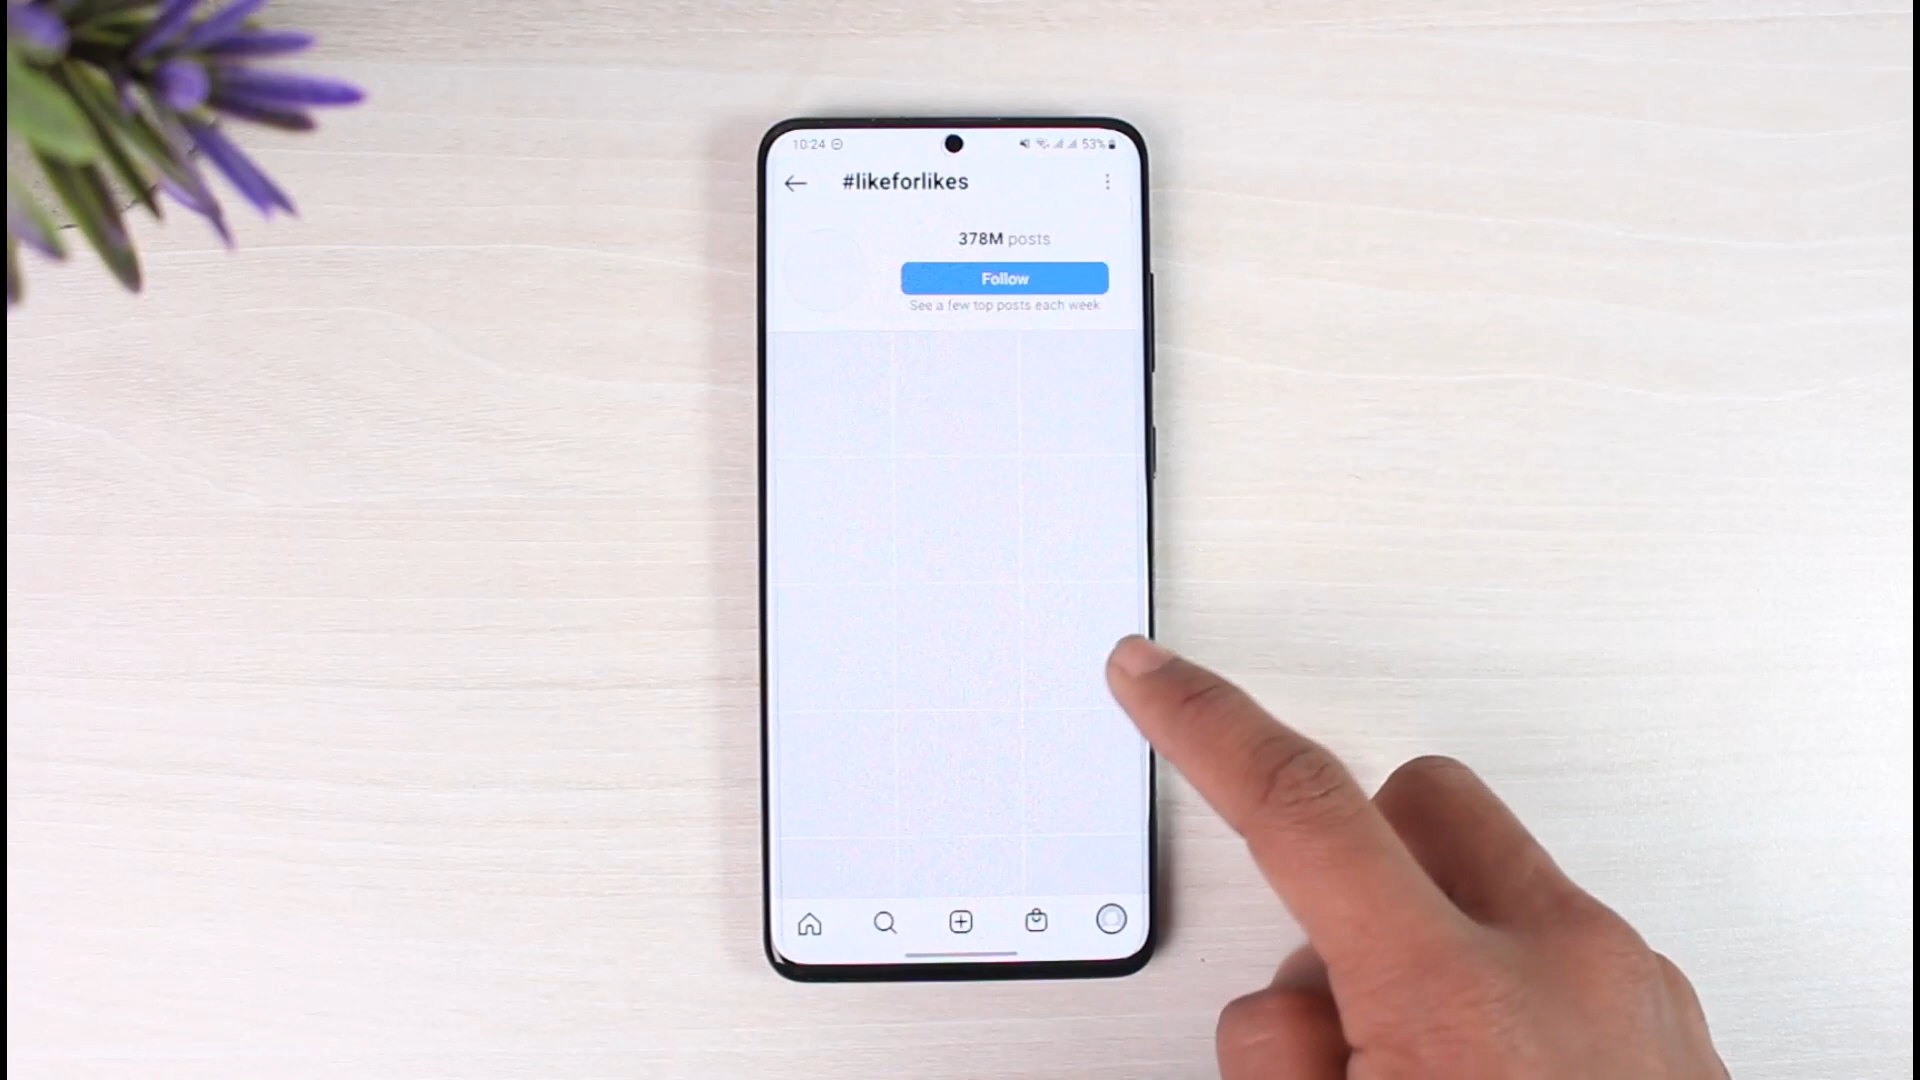 10:24
53%
#likeforlikes
378M posts
Follow
See a few top posts each week